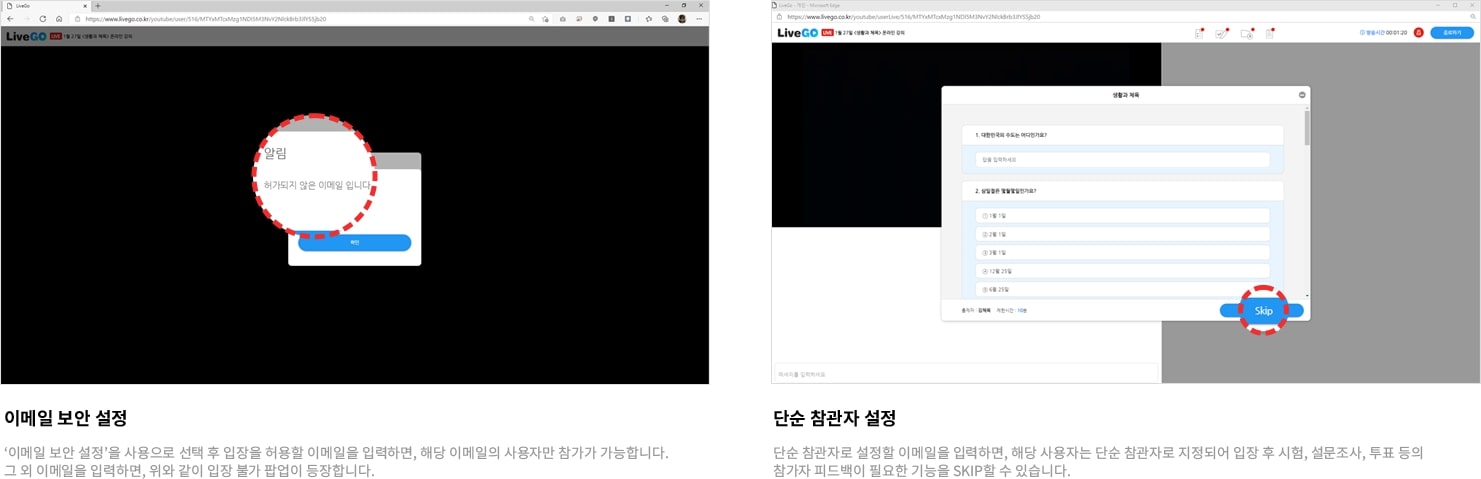 LiveGo
https://www.livego.co.kr/youtube/user/516/MTYxMTcxMzg1NDI5MnY2Nlck8rb3JlYS5jb20
LiveGO LIVE 1월 27일 <생활과 체육> 온라인 강의
알림
허가되지 않은 이메일 입니다
확인
이메일 보안 설정
‘이메일 보안 설정’을 사용으로 선택 후 입장을 허용할 이메일을 입력하면, 해당 이메일의 사용자만 참가가 가능합니다.
그 외 이메일을 입력하면, 위와 같이 입장 불가 팝업이 등장합니다.
LiveGo - 개인 - Microsoft Edge
LiveGO LIVE 1월 27일 <생활과 체육> 온라인 강의
방송시간 00:01:20
종료하기
생활과 체육
1. 대한민국의 수도는 어디인가요?
답을 입력하세요
2. 삼일절은 몇월몇일인가요?
① 1월 1일
② 2월 1일
③ 3월 1일
④ 12월 25일
⑤ 6월 25일
출제자 : 김체육 제한시간 : 10분
Skip
메세지를 입력하세요
단순 참관자 설정
단순 참관자로 설정할 이메일을 입력하면, 해당 사용자는 단순 참관자로 지정되어 입장 후 시험, 설문조사, 투표 등의
참가자 피드백이 필요한 기능을 SKIP할 수 있습니다.